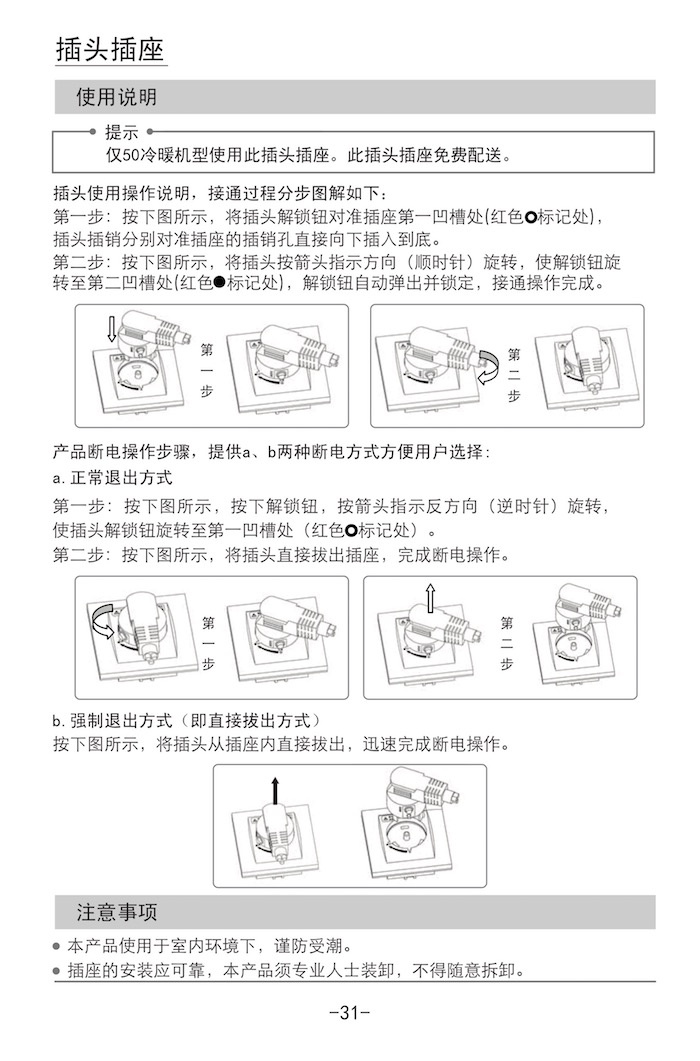 插头插座
使用说明
提示
仅50冷暖机型使用此插头插座。此插头插座免费配送。
插头使用操作说明，接通过程分步图解如下：
第一步：按下图所示，将插头解锁钮对准插座第一凹槽处(红色标记处)，
插头插销分别对准插座的插销孔直接向下插入到底。
第二步：按下图所示，将插头按箭头指示方向（顺时针）旋转，使解锁钮旋
转至第二凹槽处(红色●标记处)，解锁钮自动弹出并锁定，接通操作完成。
第一步
第二步
产品断电操作步骤，提供a、b两种断电方式方便用户选择：
a. 正常退出方式
第一步：按下图所示，按下解锁钮，按箭头指示反方向（逆时针）旋转，
使插头解锁钮旋转至第一凹槽处（红色标记处）。
第二步：按下图所示，将插头直接拔出插座，完成断电操作。
第一步
第二步
b. 强制退出方式（即直接拔出方式）
按下图所示，将插头从插座内直接拔出，迅速完成断电操作。
注意事项
● 本产品使用于室内环境下，谨防受潮。
● 插座的安装应可靠，本产品须专业人士装卸，不得随意拆卸。
-31-